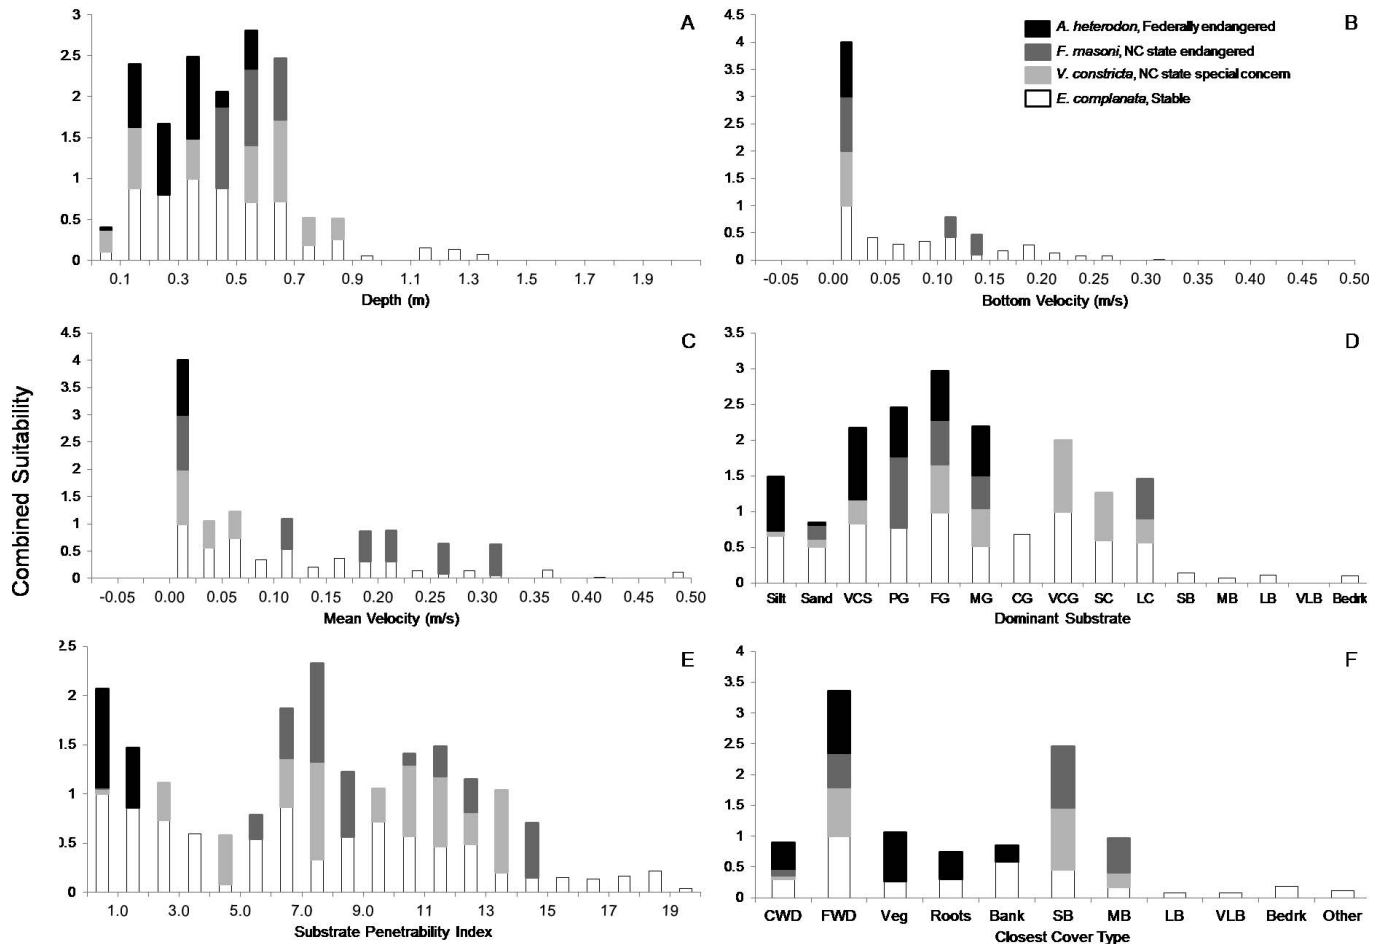 Combined Suitability
A
3
2.5
2
1.5
1
0.5
0
0.1 0.3 0.5 0.7 0.9 1.1 1.3 1.5 1.7 1.9
Depth (m)
B
A. heterodon, Federally endangered
F. masoni, NC state endangered
V. constricta, NC state special concern
E. complanata, Stable
4.5
4
3.5
3
2.5
2
1.5
1
0.5
0
-0.05 0.00 0.05 0.10 0.15 0.20 0.25 0.30 0.35 0.40 0.45 0.50
Bottom Velocity (m/s)
C
4.5
4
3.5
3
2.5
2
1.5
1
0.5
0
-0.05 0.00 0.05 0.10 0.15 0.20 0.25 0.30 0.35 0.40 0.45 0.50
Mean Velocity (m/s)
D
3.5
3
2.5
2
1.5
1
0.5
0
Silt Sand VCS PG FG MG CG VCG SC LC SB MB LB VLB Bedrk
Dominant Substrate
E
2.5
2
1.5
1
0.5
0
1.0 3.0 5.0 7.0 9.0 11 13 15 17 19
Substrate Penetrability Index
F
4
3.5
3
2.5
2
1.5
1
0.5
0
CWD FWD Veg Roots Bank SB MB LB VLB Bedrk Other
Closest Cover Type